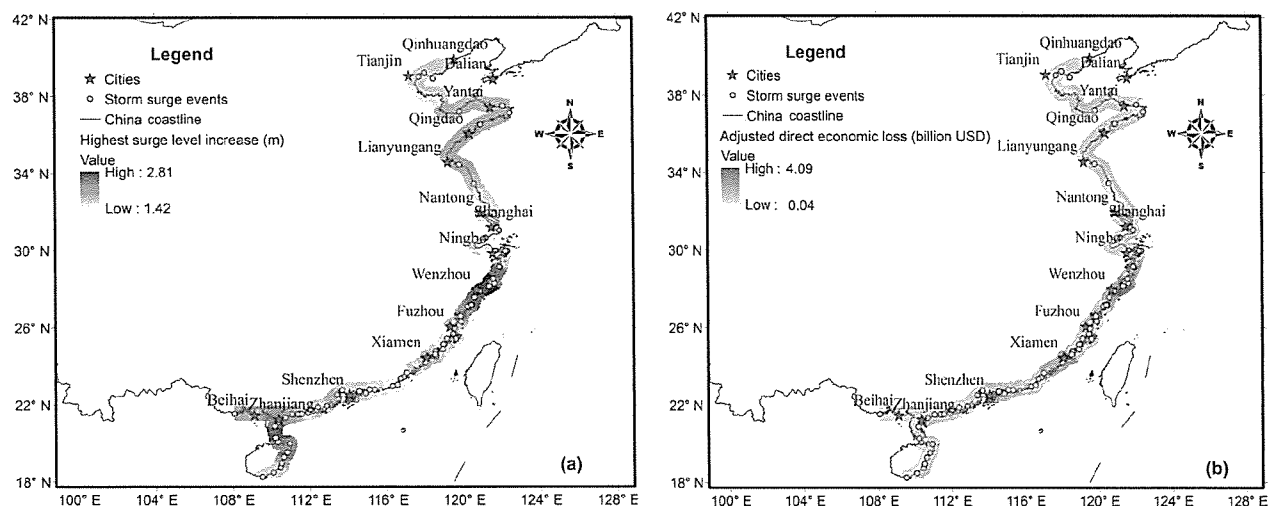 42° N
38° N
34° N
30° N
26° N
22° N
18° N
100° E
104° E
108° E
112° E
116° E
120° E
124° E
128° E
Legend
Cities
Storm surge events
China coastline
Highest surge level increase (m)
Value
High : 2.81
Low : 1.42
Qinhuangdao
Tianjin
Dalian
Yantai
Qingdao
Lianyungang
Nantong
Shanghai
Ningbo
Wenzhou
Fuzhou
Xiamen
Shenzhen
Beihai
Zhanjiang
N
W
E
S
(a)
42° N
38° N
34° N
30° N
26° N
22° N
18° N
100° E
104° E
108° E
112° E
116° E
120° E
124° E
128° E
Legend
Cities
Storm surge events
China coastline
Adjusted direct economic loss (billion USD)
Value
High : 4.09
Low : 0.04
Qinhuangdao
Tianjin
Dalian
Yantai
Qingdao
Lianyungang
Nantong
Shanghai
Ningbo
Wenzhou
Fuzhou
Xiamen
Shenzhen
Beihai
Zhanjiang
N
W
E
S
(b)